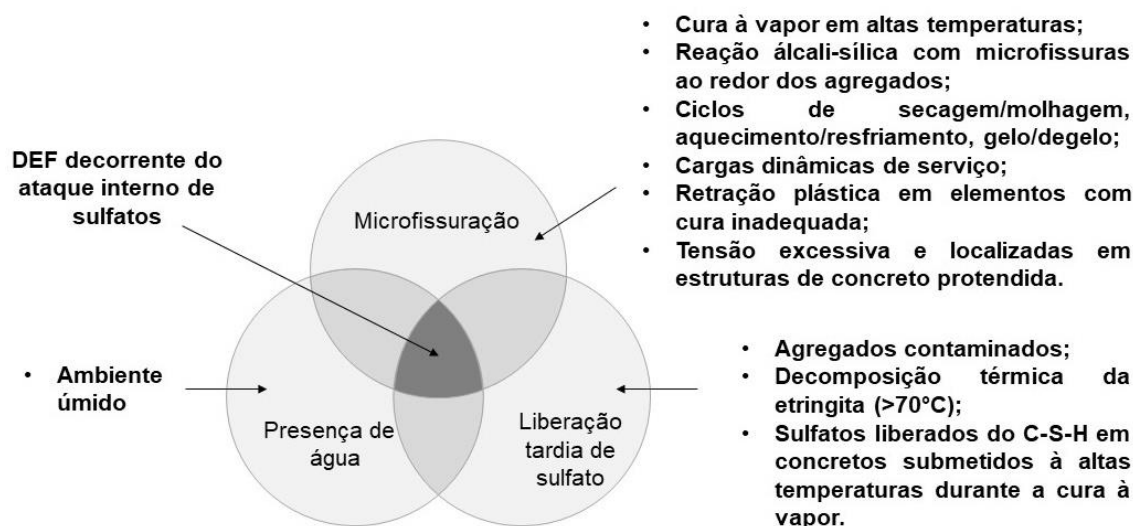 • Cura à vapor em altas temperaturas;
• Reação álcali-sílica com microfissuras
ao redor dos agregados;
• Ciclos de secagem/molhagem,
aquecimento/resfriamento, gelo/degelo;
• Cargas dinâmicas de serviço;
• Retração plástica em elementos com
cura inadequada;
• Tensão excessiva e localizadas em
estruturas de concreto protendida.
DEF decorrente do
ataque interno de
sulfatos
Microfissuração
• Ambiente
úmido
Presença de
água
Liberação
tardia de
sulfato
• Agregados contaminados;
• Decomposição térmica da
etringita (>70°C);
• Sulfatos liberados do C-S-H em
concretos submetidos à altas
temperaturas durante a cura à
vapor.